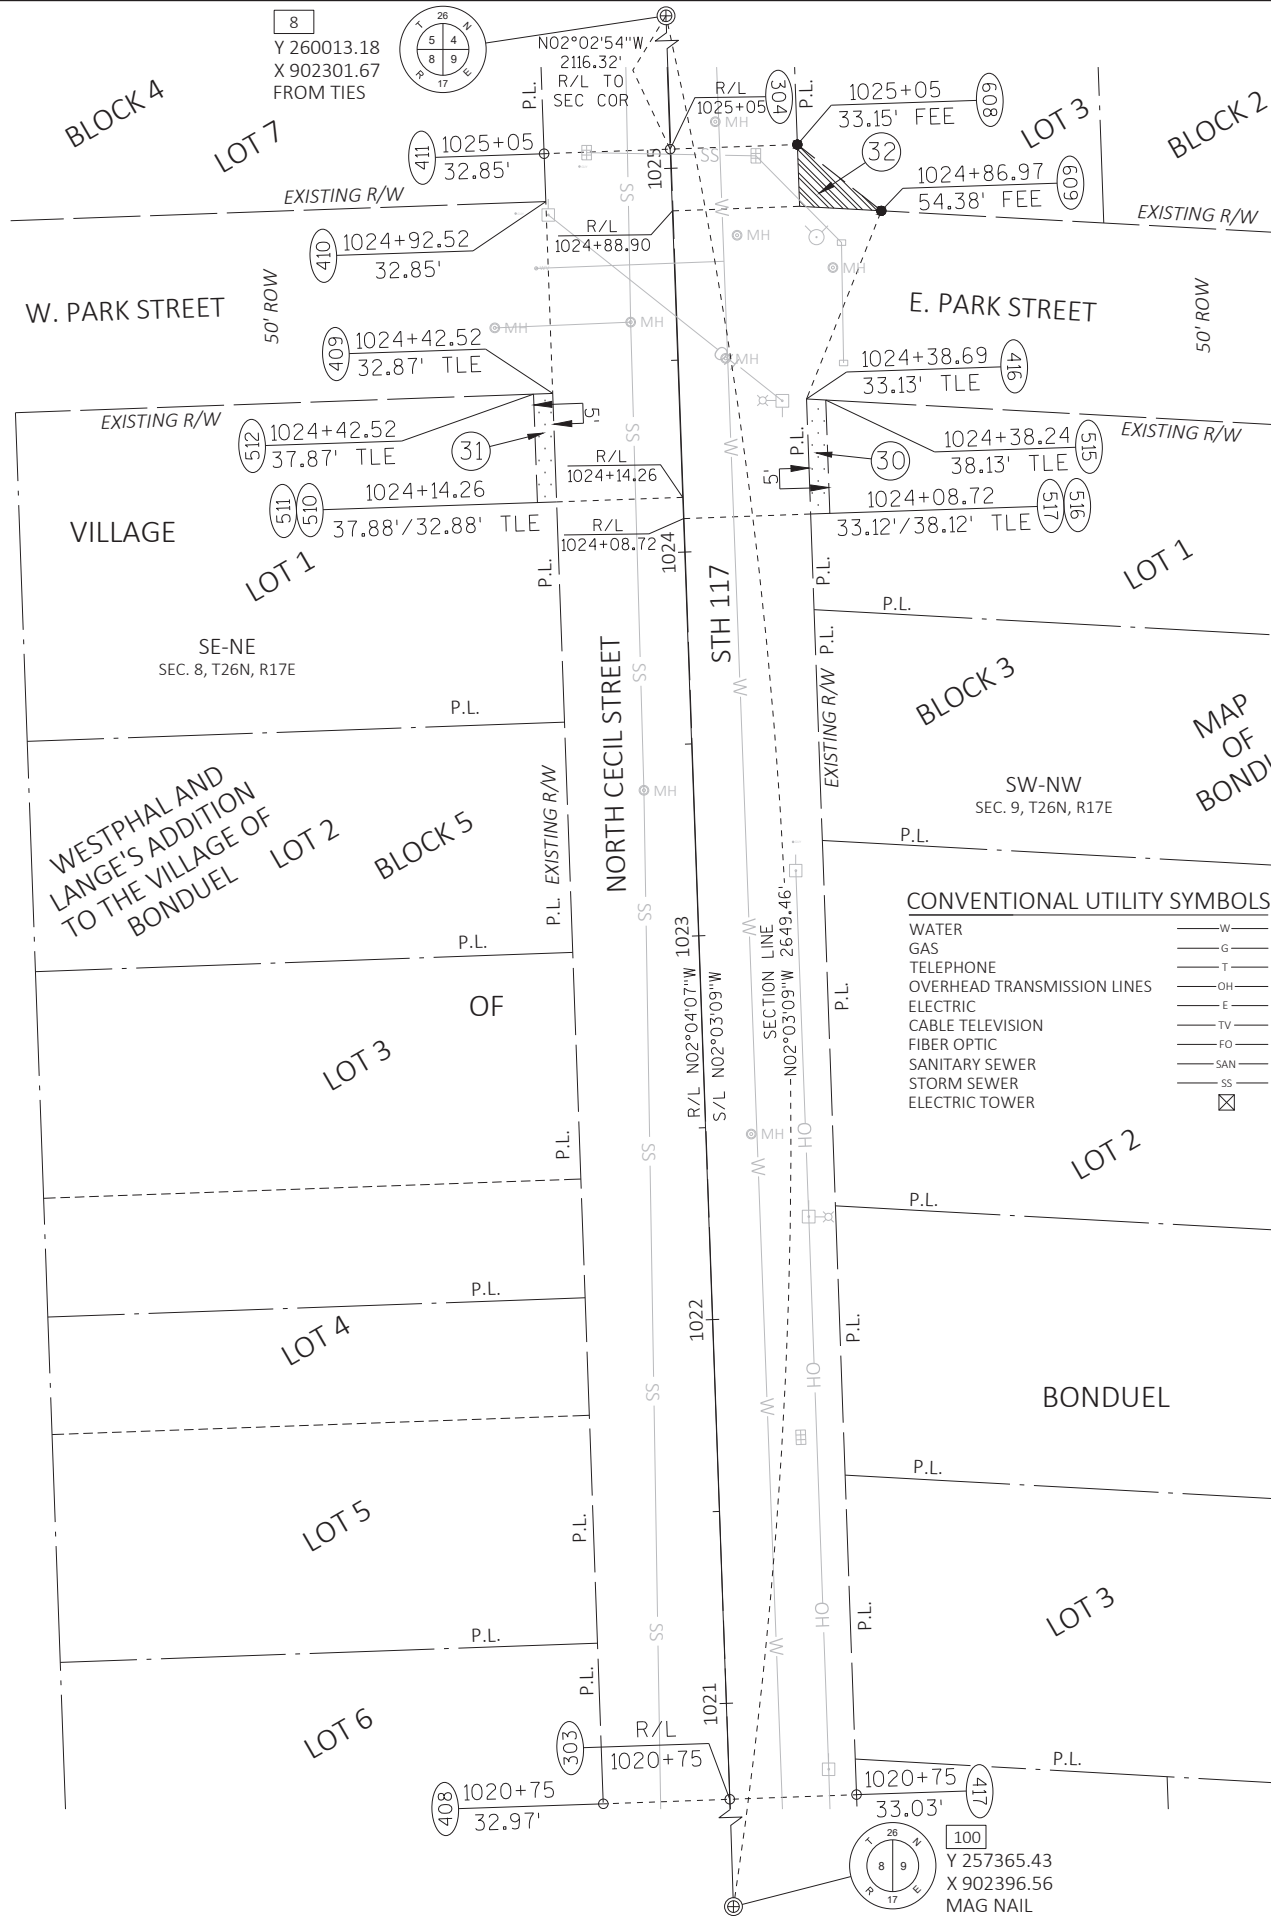 8
Y 260013.18
X 902301.67
FROM TIES
26
T N
5 4
8 9
R E
17
N02°02'54"W
2116.32'
R/L TO
SEC COR
P.L.
R/L
1025+05
304
MH
P.L.
1025+05
33.15' FEE
608
32
LOT 3
BLOCK 2
BLOCK 4
LOT 7
411
1025+05
32.85'
SS
SS
1025
W
1024+86.97
54.38' FEE
609
EXISTING R/W
EXISTING R/W
410
1024+92.52
32.85'
R/L
1024+88.90
MH
MH
W. PARK STREET
50' ROW
E. PARK STREET
50' ROW
MH
MH
MH
409
1024+42.52
32.87' TLE
1024+38.69
33.13' TLE
416
EXISTING R/W
5'
EXISTING R/W
512
1024+42.52
37.87' TLE
31
SS
W
P.L.
30
1024+38.24
38.13' TLE
515
R/L
1024+14.26
5'
511
510
1024+14.26
37.88'/32.88' TLE
1024+08.72
33.12'/38.12' TLE
517
516
R/L
1024+08.72
1024
VILLAGE
LOT 1
P.L.
P.L.
LOT 1
STH 117
P.L.
SE-NE
SEC. 8, T26N, R17E
NORTH CECIL STREET
SS
W
P.L.
EXISTING R/W
BLOCK 3
MAP
OF
BONDU
P.L.
SW-NW
SEC. 9, T26N, R17E
WESTPHAL AND
LANGE'S ADDITION
TO THE VILLAGE OF
BONDUEL
LOT 2
BLOCK 5
P.L. EXISTING R/W
MH
P.L.
SS
1023
W
P.L.
R/L N02°04'07"W
S/L N02°03'09"W
SECTION LINE
N02°03'09"W 2649.46'
P.L.
CONVENTIONAL UTILITY SYMBOLS
WATER W
GAS G
TELEPHONE T
OVERHEAD TRANSMISSION LINES OH
ELECTRIC E
CABLE TELEVISION TV
FIBER OPTIC FO
SANITARY SEWER SAN
STORM SEWER SS
ELECTRIC TOWER
OF
LOT 3
P.L.
SS
MH
W
OH
LOT 2
P.L.
P.L.
LOT 4
1022
P.L.
SS
W
OH
BONDUEL
P.L.
LOT 5
P.L.
SS
W
OH
P.L.
LOT 3
P.L.
P.L.
LOT 6
1021
303
R/L
1020+75
P.L.
408
1020+75
32.97'
1020+75
33.03'
417
26
T N
8 9
R E
17
100
Y 257365.43
X 902396.56
MAG NAIL